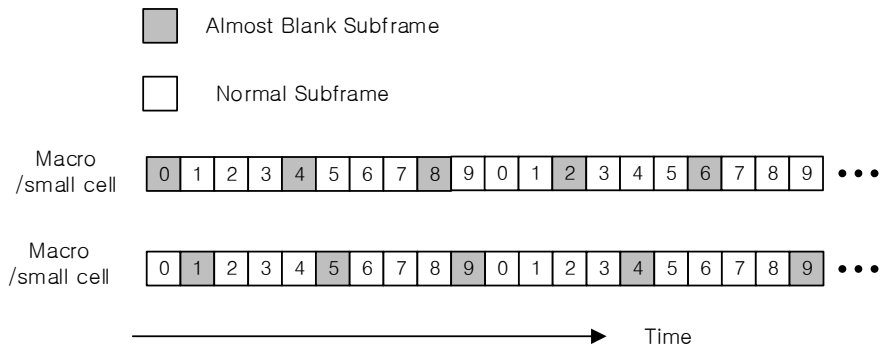 Almost Blank Subframe
Normal Subframe
Macro
/small cell
0 1 2 3 4 5 6 7 8 9 0 1 2 3 4 5 6 7 8 9
Macro
/small cell
0 1 2 3 4 5 6 7 8 9 0 1 2 3 4 5 6 7 8 9
Time